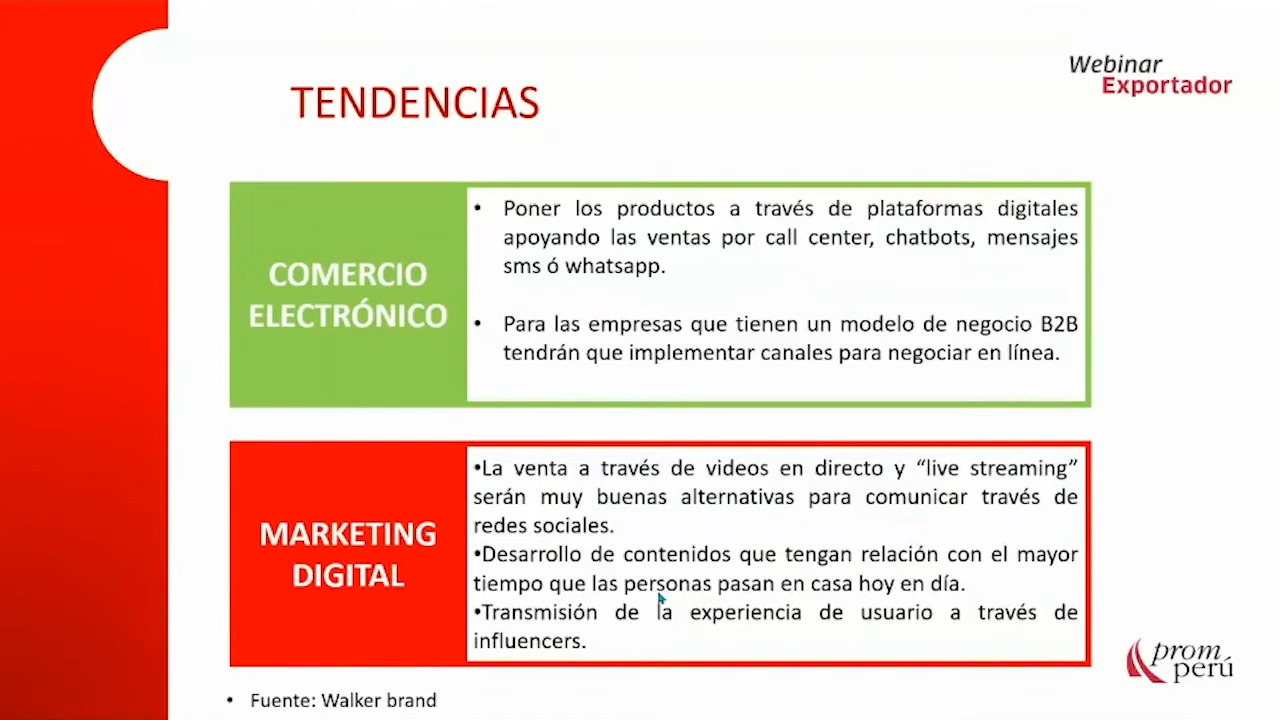 Webinar
Exportador
TENDENCIAS
COMERCIO
ELECTRÓNICO
• Poner los productos a través de plataformas digitales
apoyando las ventas por call center, chatbots, mensajes
sms ó whatsapp.
• Para las empresas que tienen un modelo de negocio B2B
tendrán que implementar canales para negociar en línea.
MARKETING
DIGITAL
•La venta a través de videos en directo y “live streaming”
serán muy buenas alternativas para comunicar través de
redes sociales.
•Desarrollo de contenidos que tengan relación con el mayor
tiempo que las personas pasan en casa hoy en día.
•Transmisión de la experiencia de usuario a través de
influencers.
prom
perú
• Fuente: Walker brand